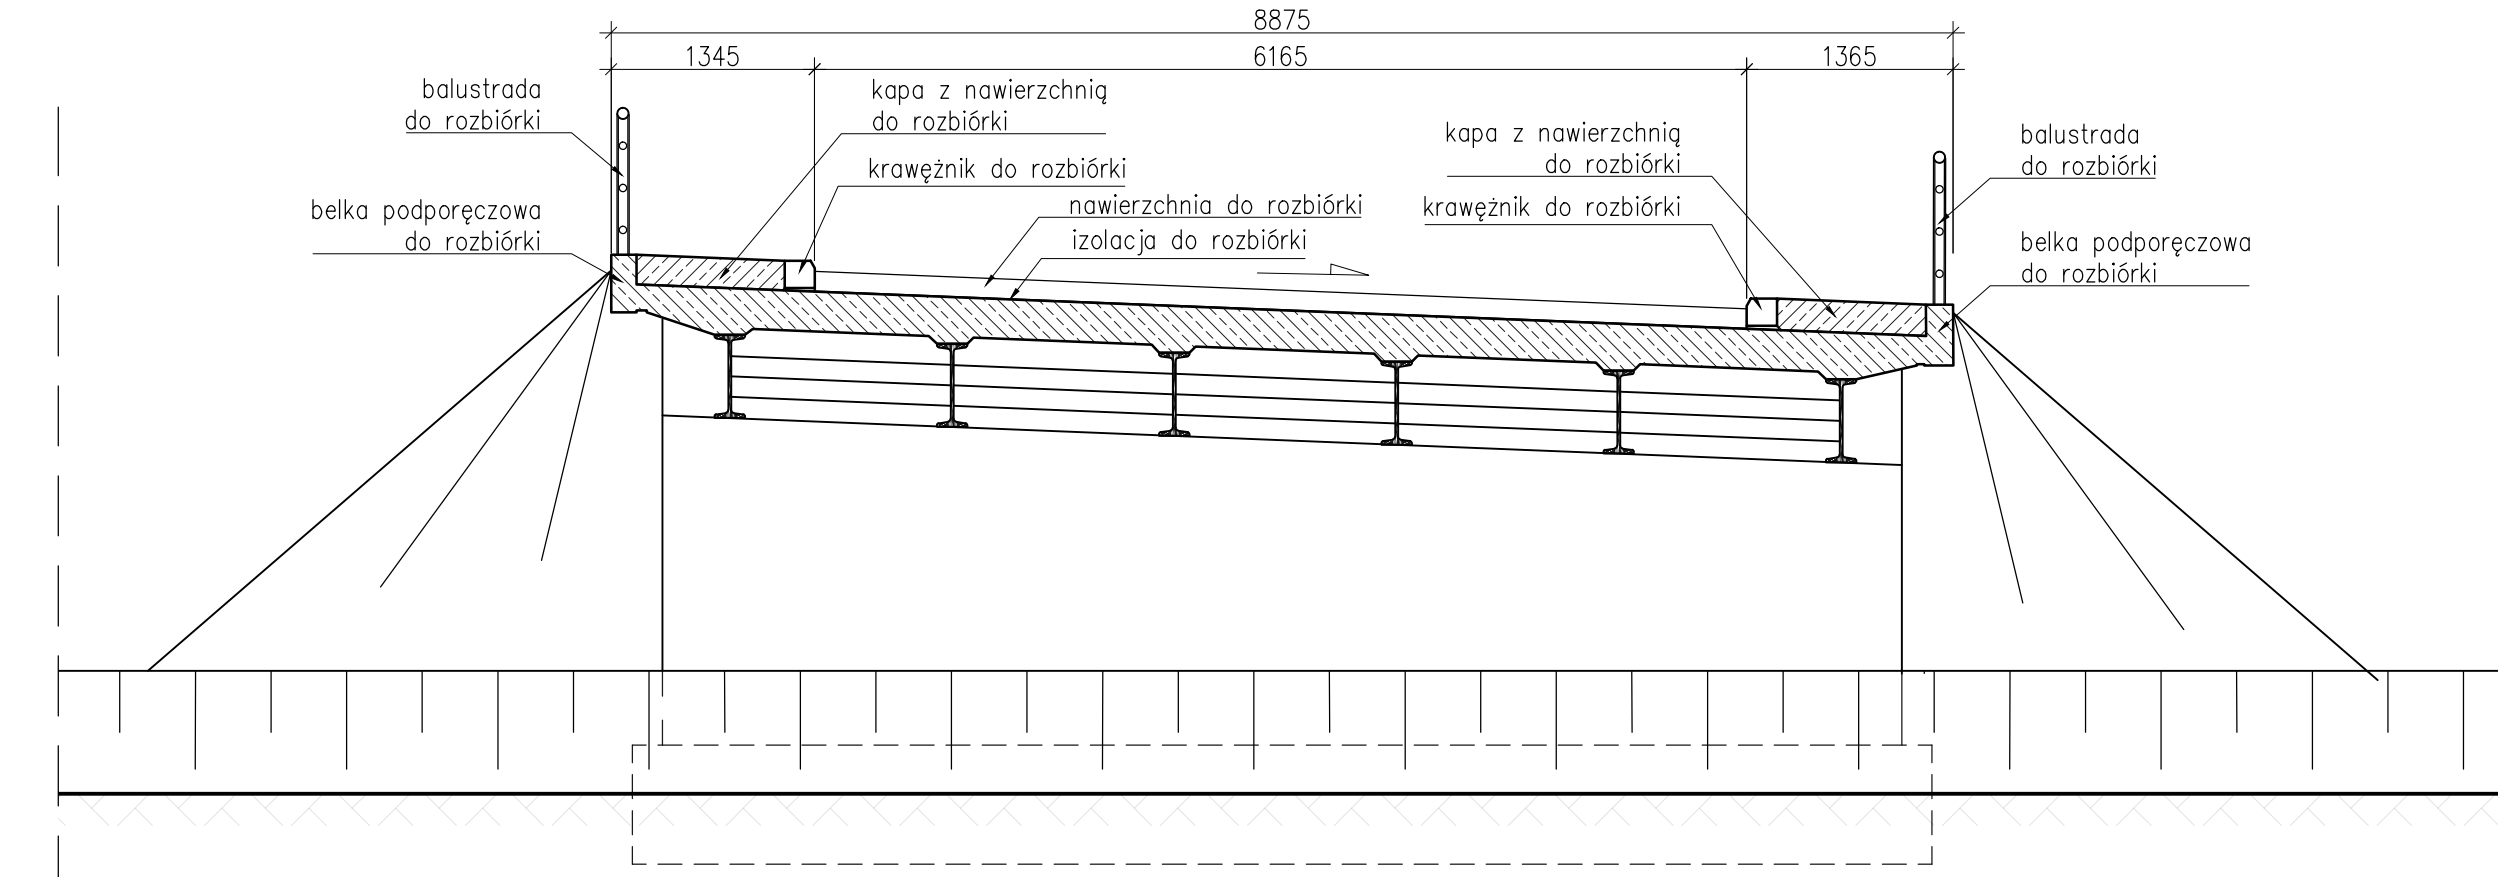 8875
1345
6165
1365
balustrada
do rozbiórki
kapa z nawierzchnią
do rozbiórki
krawężnik do rozbiórki
belka podporęczowa
do rozbiórki
nawierzchnia do rozbiórki
izolacja do rozbiórki
kapa z nawierzchnią
do rozbiórki
krawężnik do rozbiórki
balustrada
do rozbiórki
belka podporęczowa
do rozbiórki